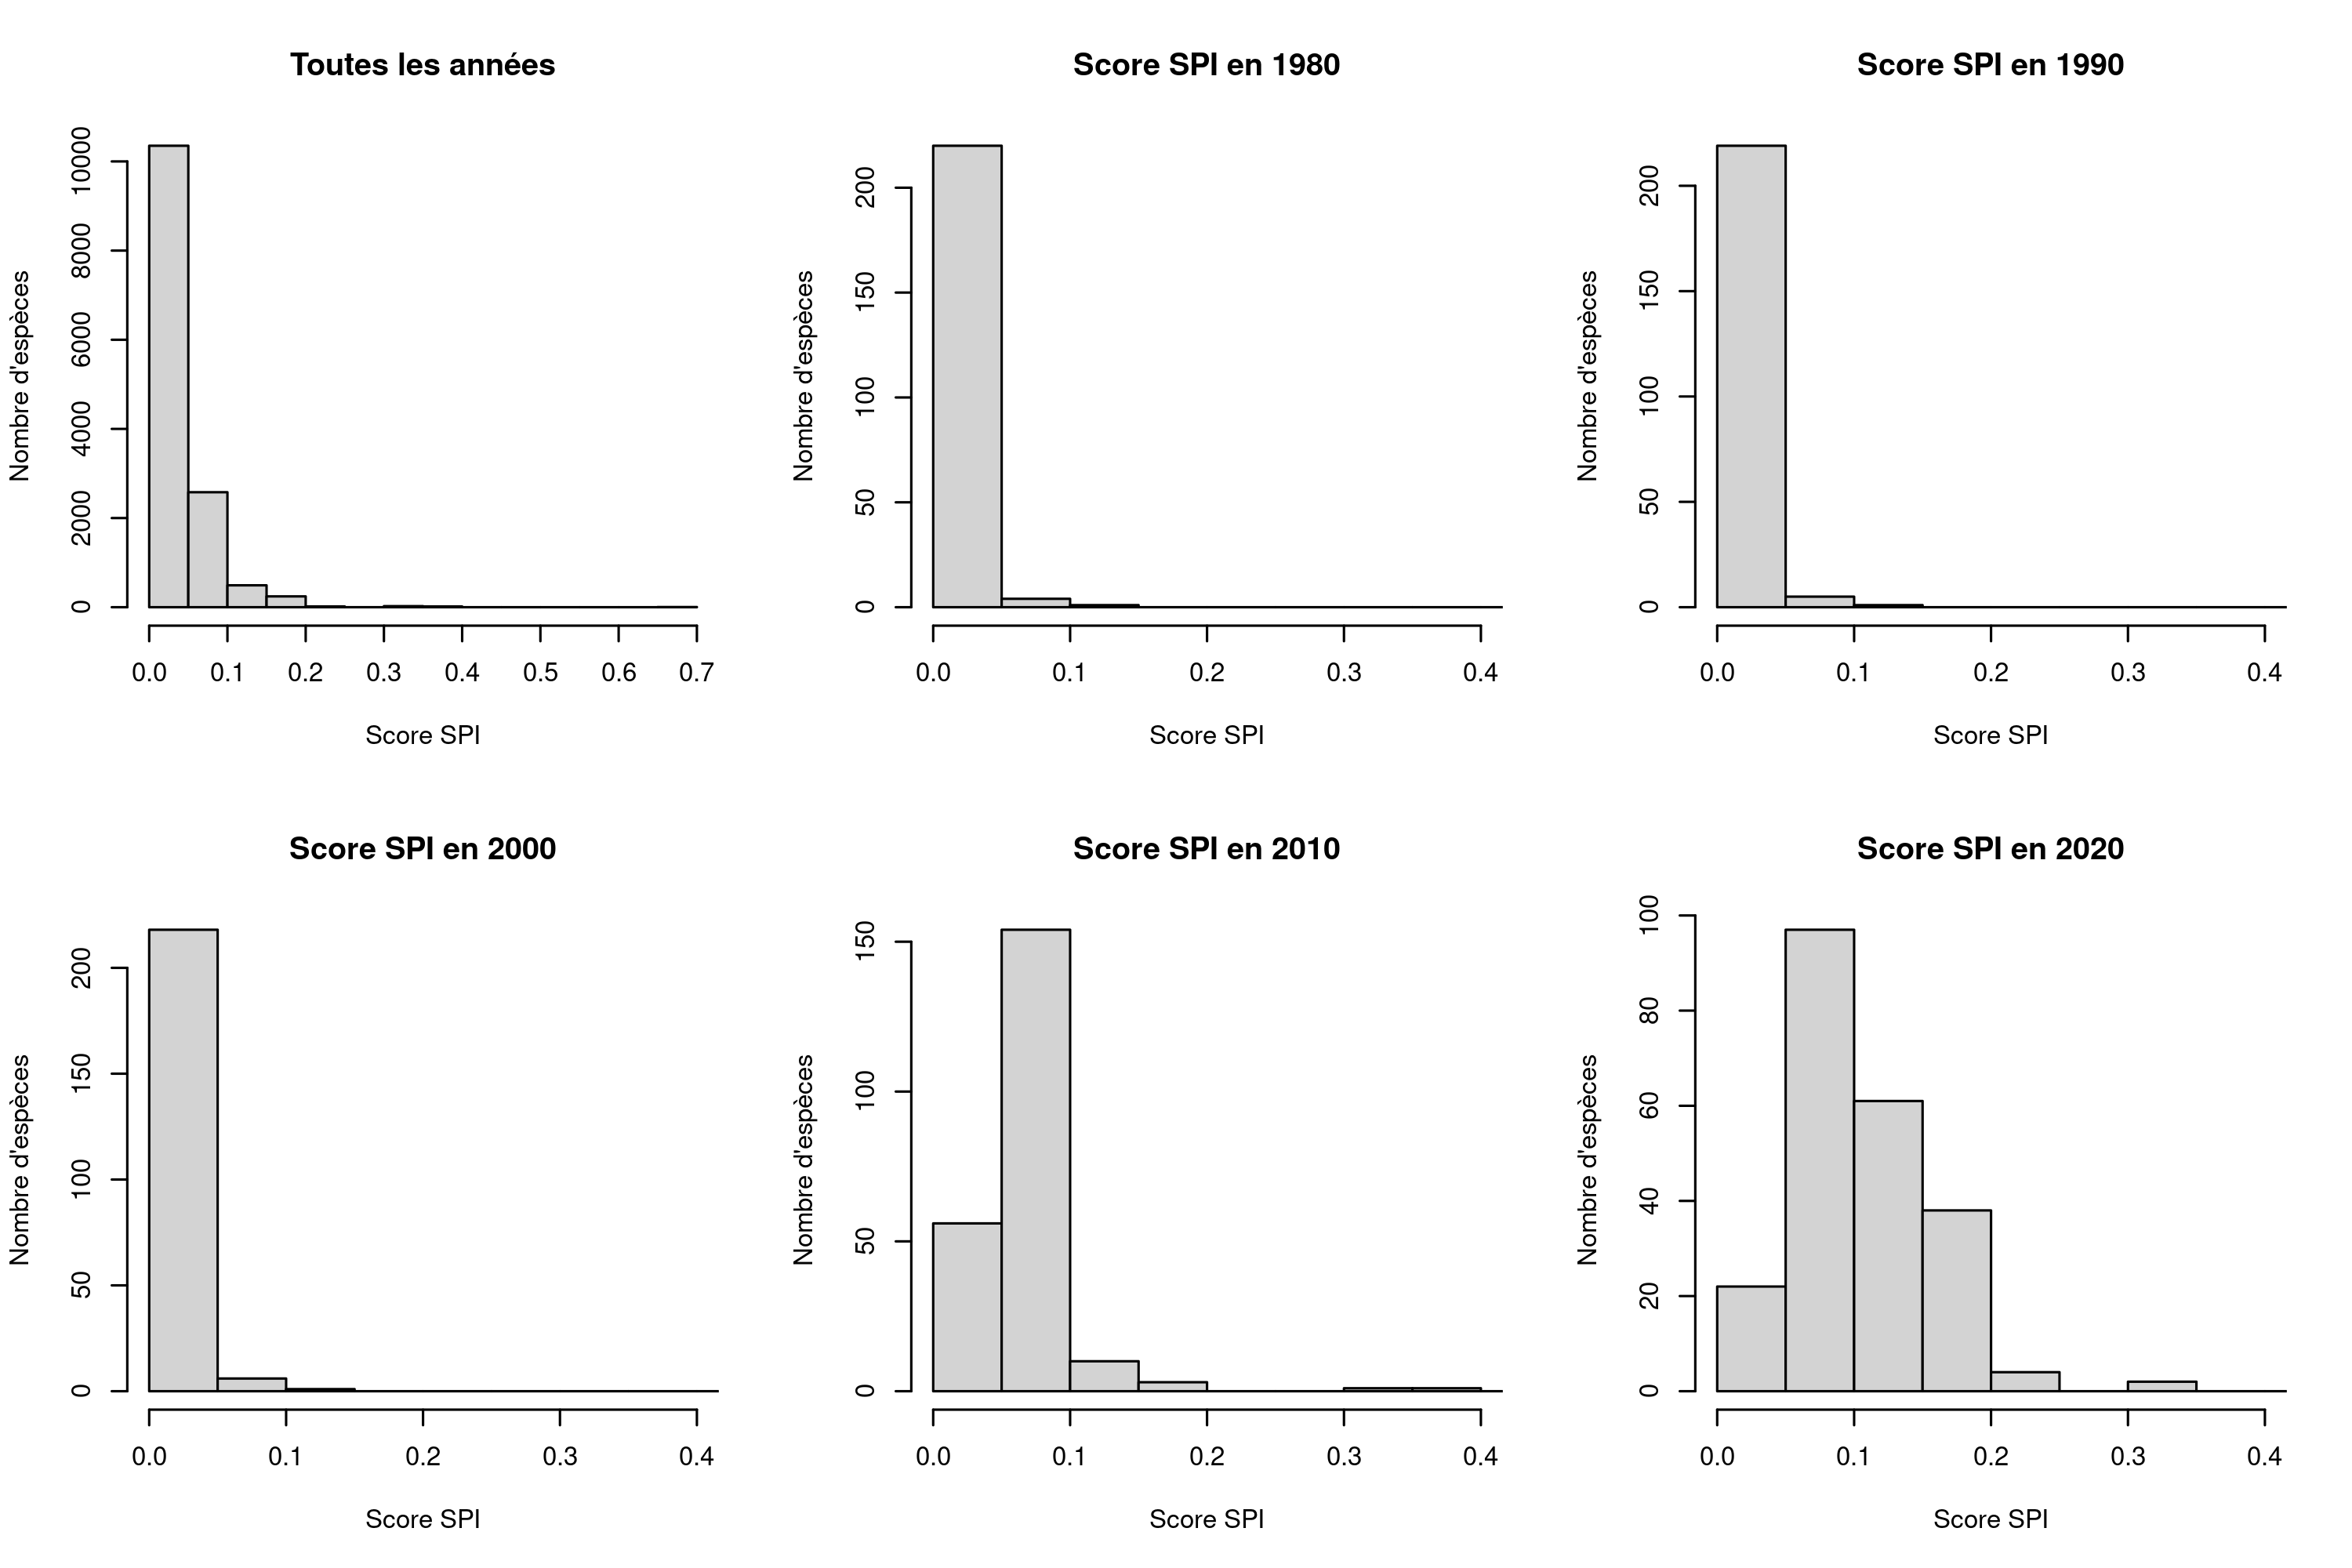 Toutes les années
Nombre d'espèces
10000
8000
6000
4000
2000
0
0.0 0.1 0.2 0.3 0.4 0.5 0.6 0.7
Score SPI
Score SPI en 1980
Nombre d'espèces
200
150
100
50
0
0.0 0.1 0.2 0.3 0.4
Score SPI
Score SPI en 1990
Nombre d'espèces
200
150
100
50
0
0.0 0.1 0.2 0.3 0.4
Score SPI
Score SPI en 2000
Nombre d'espèces
200
150
100
50
0
0.0 0.1 0.2 0.3 0.4
Score SPI
Score SPI en 2010
Nombre d'espèces
150
100
50
0
0.0 0.1 0.2 0.3 0.4
Score SPI
Score SPI en 2020
Nombre d'espèces
100
80
60
40
20
0
0.0 0.1 0.2 0.3 0.4
Score SPI